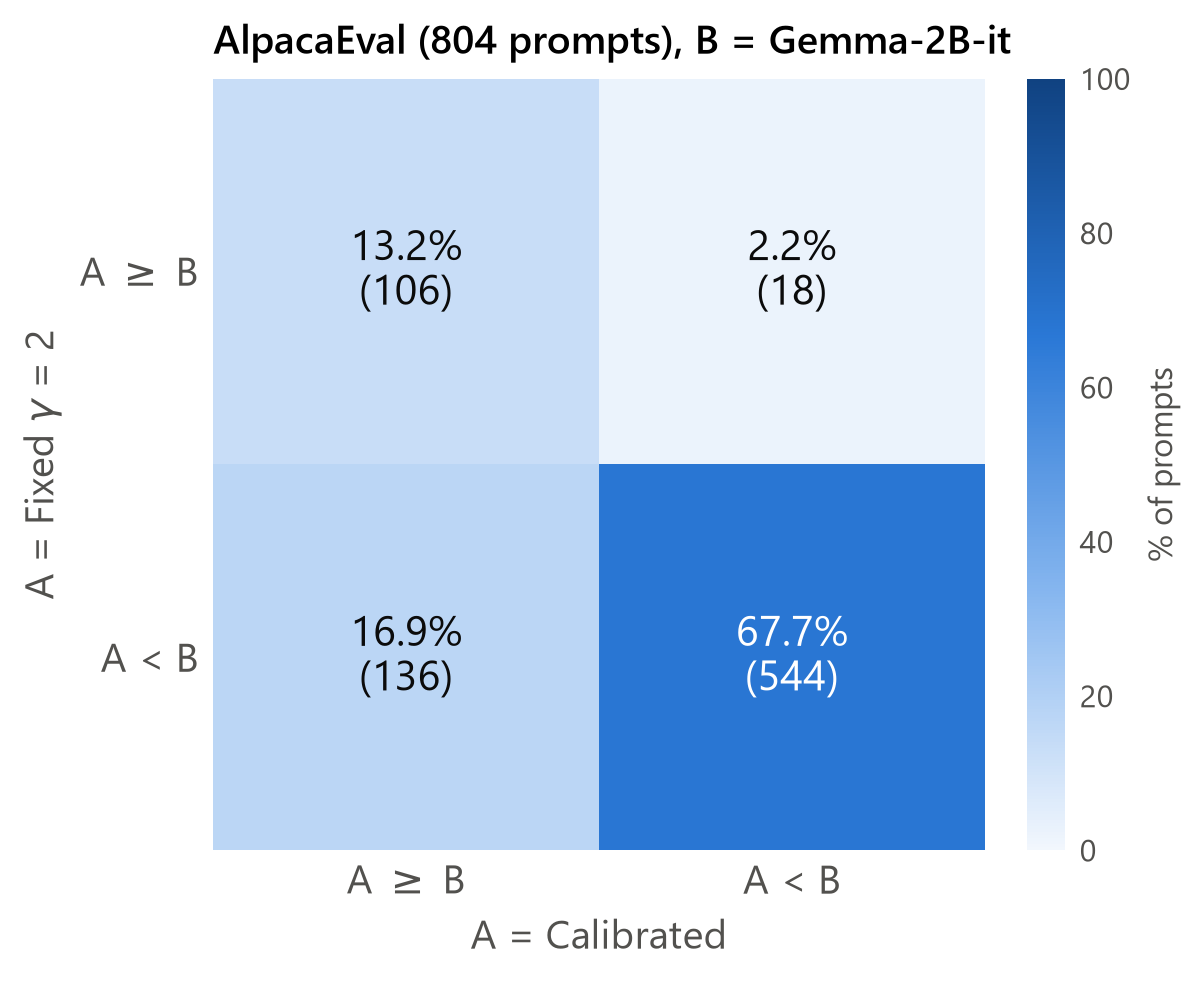 AlpacaEval (804 prompts), B = Gemma-2B-it
A = Fixed γ = 2
A ≥ B
A < B
13.2%
(106)
2.2%
(18)
16.9%
(136)
67.7%
(544)
A ≥ B
A < B
A = Calibrated
100
80
60
40
20
0
% of prompts